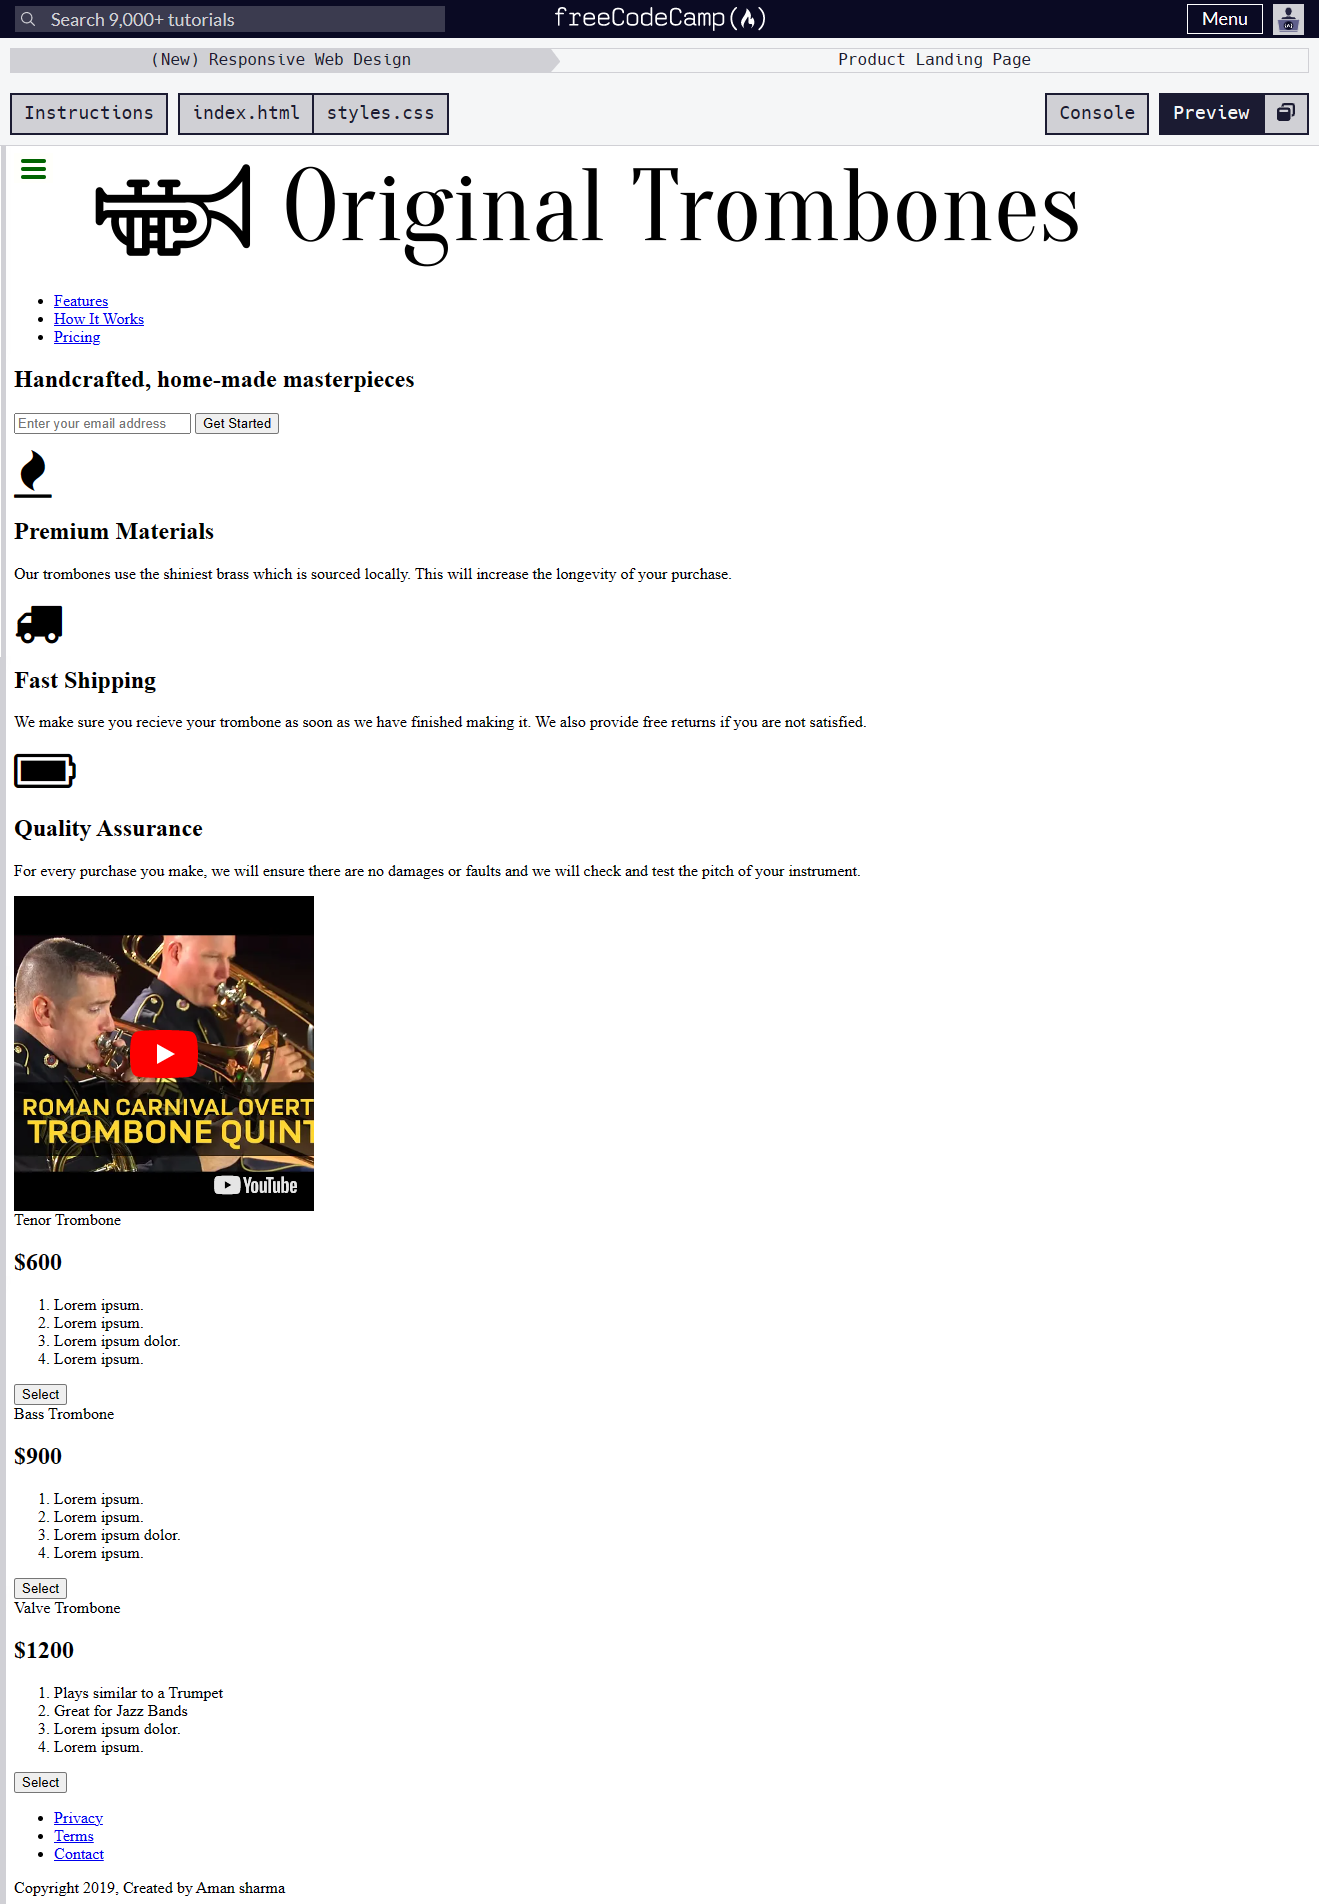 Search 9,000+ tutorials
freeCodeCamp(🔥)
Menu
(New) Responsive Web Design
Product Landing Page
Instructions
index.html
styles.css
Console
Preview
Original Trombones
Features
How It Works
Pricing
Handcrafted, home-made masterpieces
Enter your email address
Get Started
Premium Materials
Our trombones use the shiniest brass which is sourced locally. This will increase the longevity of your purchase.
Fast Shipping
We make sure you recieve your trombone as soon as we have finished making it. We also provide free returns if you are not satisfied.
Quality Assurance
For every purchase you make, we will ensure there are no damages or faults and we will check and test the pitch of your instrument.
ROMAN CARNIVAL OVERT
TROMBONE QUINT
YouTube
Tenor Trombone
$600
1. Lorem ipsum.
2. Lorem ipsum.
3. Lorem ipsum dolor.
4. Lorem ipsum.
Select
Bass Trombone
$900
1. Lorem ipsum.
2. Lorem ipsum.
3. Lorem ipsum dolor.
4. Lorem ipsum.
Select
Valve Trombone
$1200
1. Plays similar to a Trumpet
2. Great for Jazz Bands
3. Lorem ipsum dolor.
4. Lorem ipsum.
Select
Privacy
Terms
Contact
Copyright 2019, Created by Aman sharma